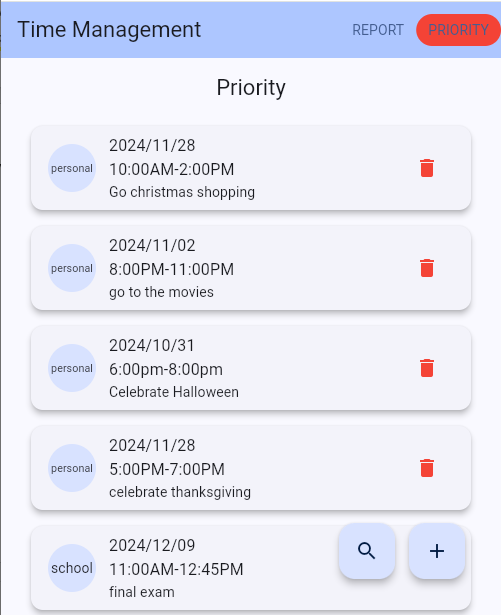 Time Management
REPORT
PRIORITY
Priority
personal
2024/11/28
10:00AM-2:00PM
Go christmas shopping
personal
2024/11/02
8:00PM-11:00PM
go to the movies
personal
2024/10/31
6:00pm-8:00pm
Celebrate Halloween
personal
2024/11/28
5:00PM-7:00PM
celebrate thanksgiving
school
2024/12/09
11:00AM-12:45PM
final exam